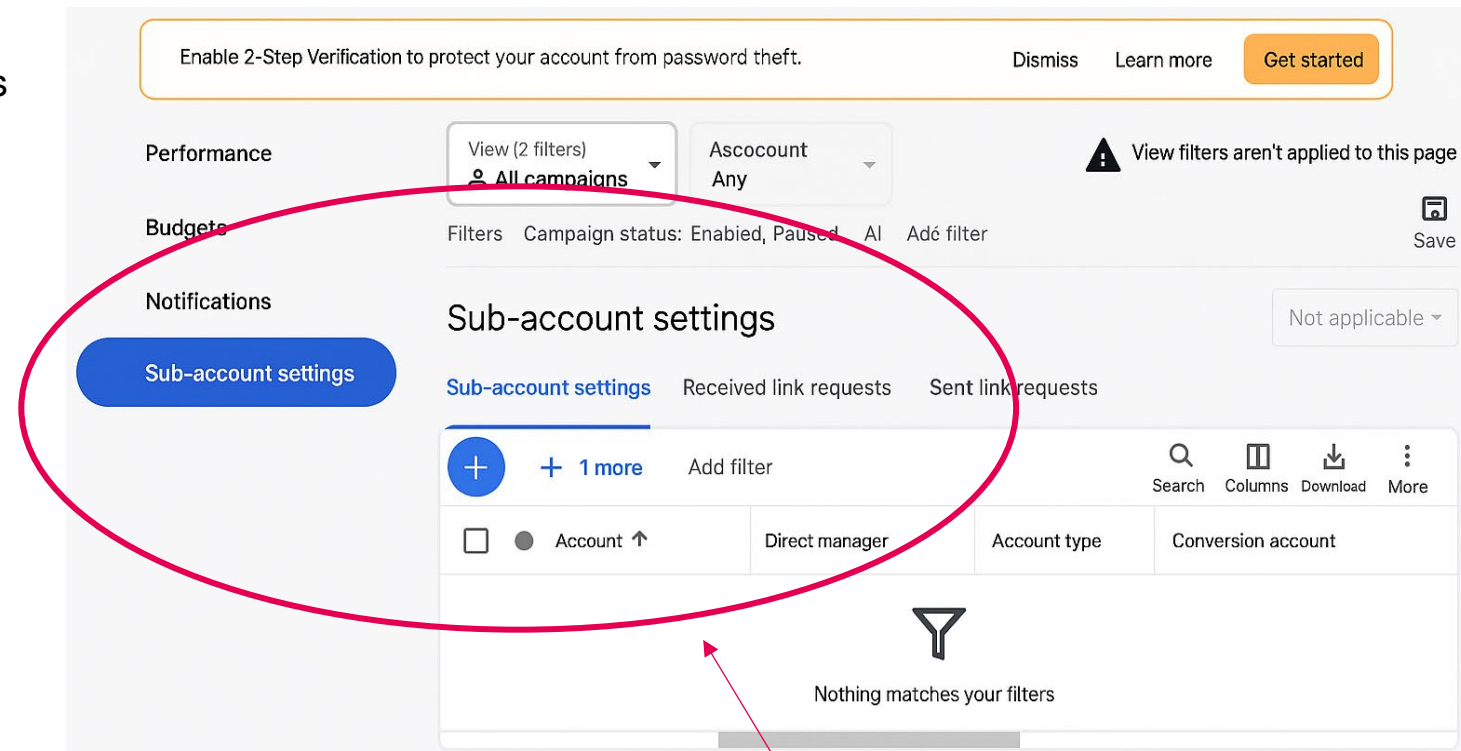 Enable 2-Step Verification to protect your account from password theft. Dismiss Learn more Get started
s
Performance
View (2 filters)
All campaigns
Ascocount
Any
View filters aren't applied to this page
Budgets
Filters Campaign status: Enabied, Paused Al Adé filter
Save
Notifications
Sub-account settings
Not applicable
Sub-account settings
Sub-account settings Received link requests Sent link requests
+ 1 more Add filter
Search Columns Download More
Account Direct manager Account type Conversion account
Nothing matches your filters